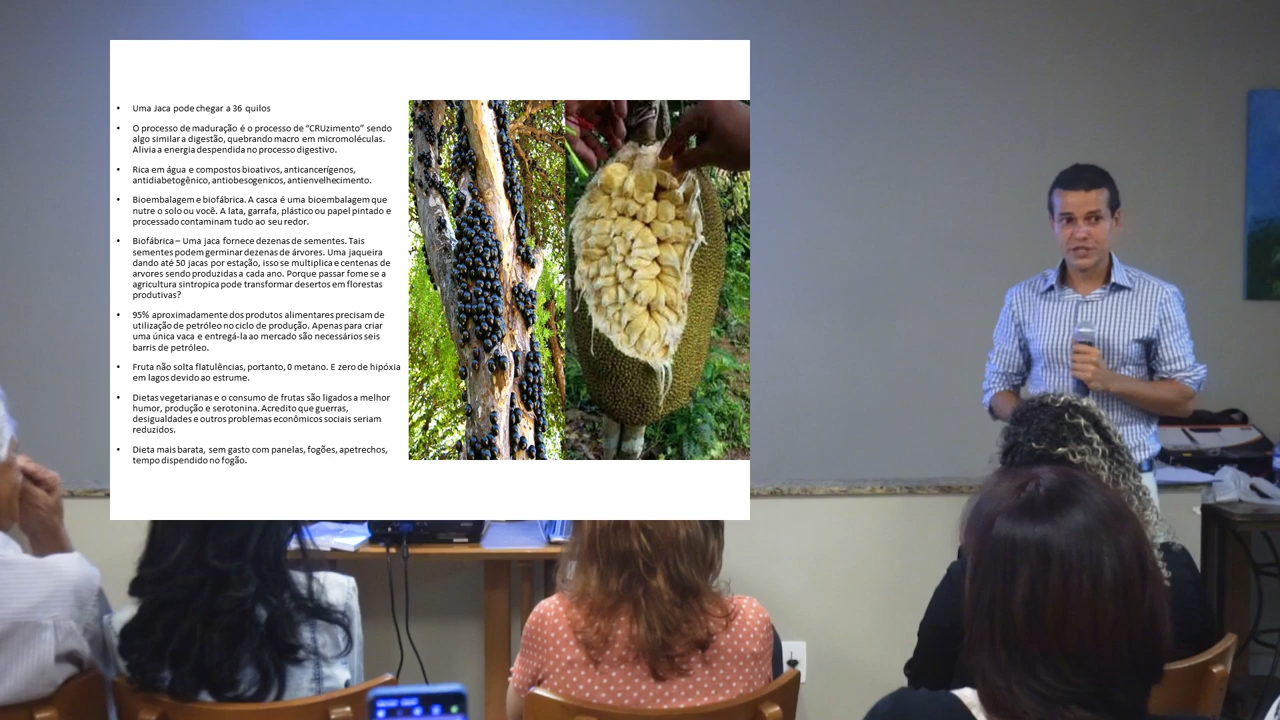 • Uma Jaca pode chegar a 36 quilos
• O processo de maduração é o processo de "CRUzimento" sendo
algo similar a digestão, quebrando macro em micromoléculas.
Alivia a energia despendida no processo digestivo.
• Rica em água e compostos bioativos, anticancerígenos,
antidiabetogênico, antiobesogenicos, antienvelhecimento.
• Bioembalagem e biofábrica. A casca é uma bioembalagem que
nutre o solo ou você. A lata, garrafa, plástico ou papel pintado e
processado contaminam tudo ao seu redor.
• Biofábrica – Uma jaca fornece dezenas de sementes. Tais
sementes podem germinar dezenas de árvores. Uma jaqueira
dando até 50 jacas por estação, isso se multiplica e centenas de
arvores sendo produzidas a cada ano. Porque passar fome se a
agricultura sintropica pode transformar desertos em florestas
produtivas?
• 95% aproximadamente dos produtos alimentares precisam de
utilização de petróleo no ciclo de produção. Apenas para criar
uma única vaca e entregá-la ao mercado são necessários seis
barris de petróleo.
• Fruta não solta flatulências, portanto, 0 metano. E zero de hipóxia
em lagos devido ao estrume.
• Dietas vegetarianas e o consumo de frutas são ligados a melhor
humor, produção e serotonina. Acredito que guerras,
desigualdades e outros problemas econômicos sociais seriam
reduzidos.
• Dieta mais barata, sem gasto com panelas, fogões, apetrechos,
tempo dispendido no fogão.